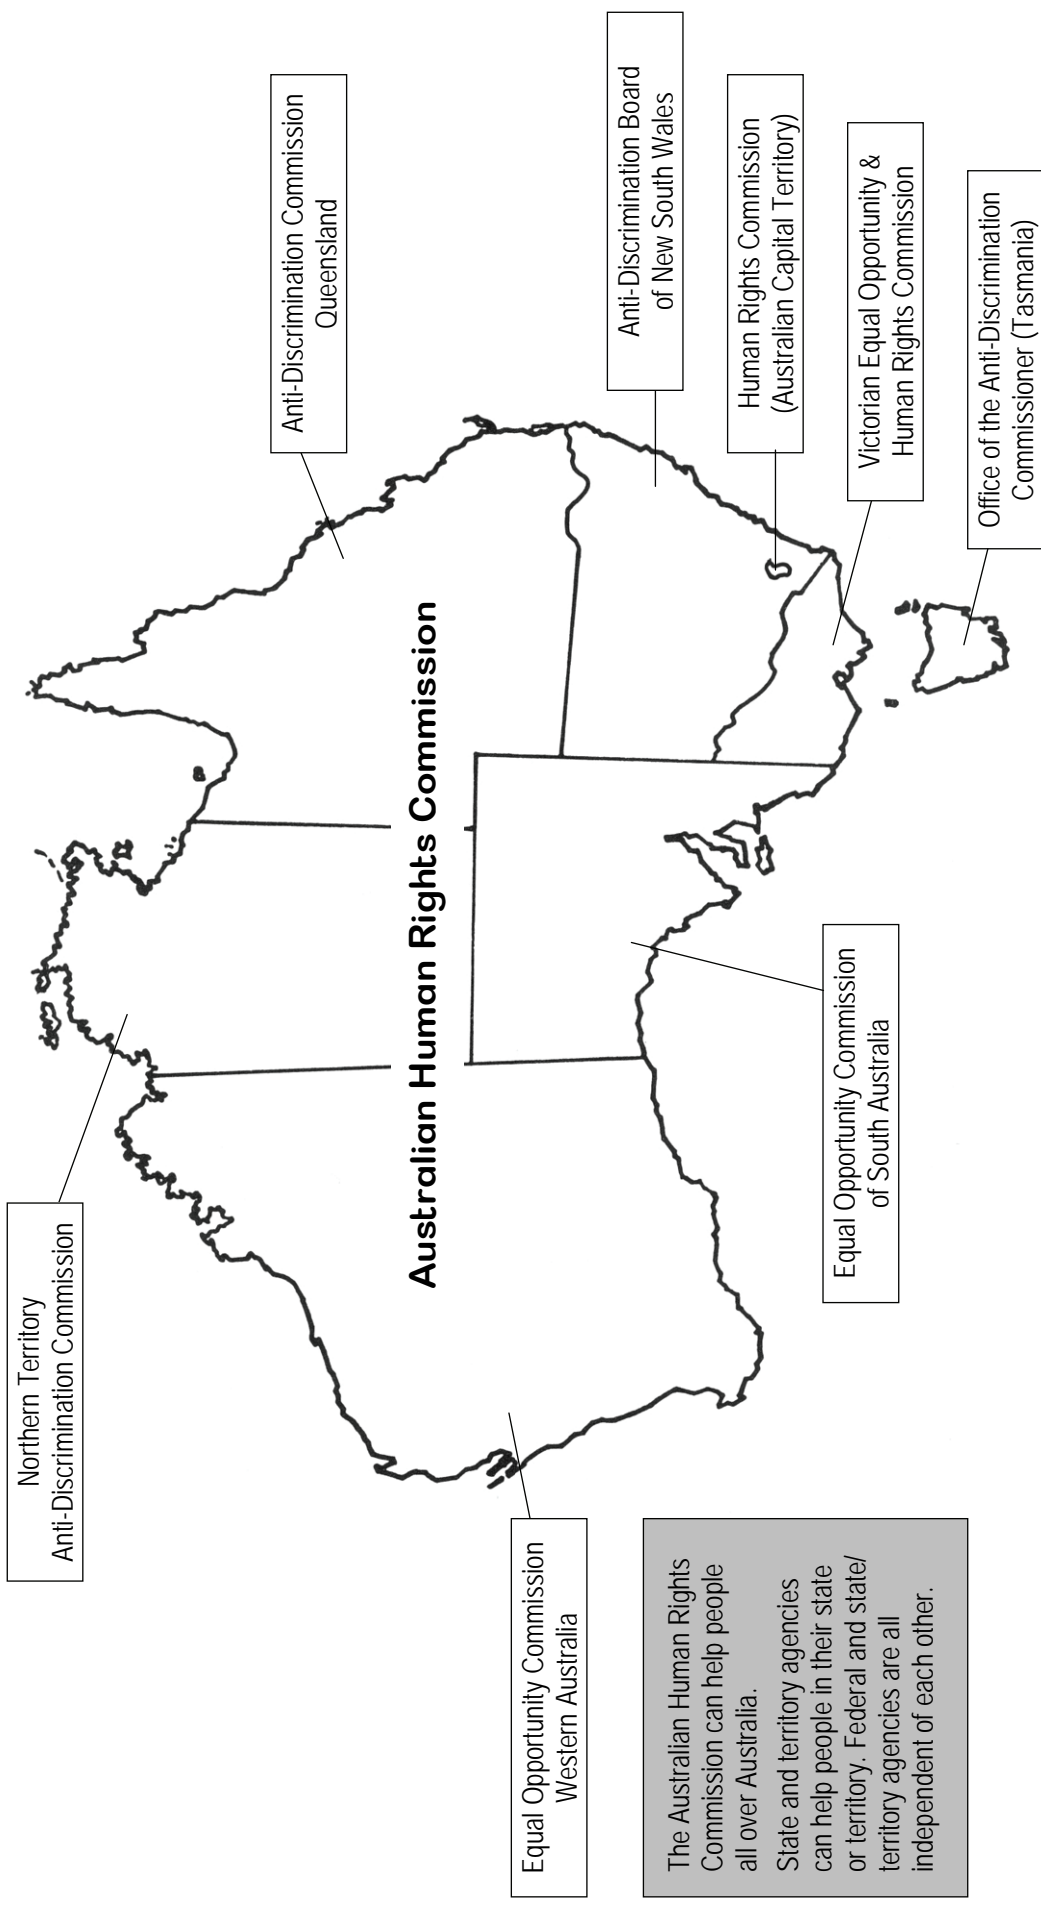 Northern Territory
Anti-Discrimination Commission
Anti-Discrimination Commission
Queensland
Australian Human Rights Commission
Equal Opportunity Commission
Western Australia
Anti-Discrimination Board
of New South Wales
Human Rights Commission
(Australian Capital Territory)
Equal Opportunity Commission
of South Australia
Victorian Equal Opportunity &
Human Rights Commission
Office of the Anti-Discrimination
Commissioner (Tasmania)
The Australian Human Rights
Commission can help people
all over Australia.
State and territory agencies
can help people in their state
or territory. Federal and state/
territory agencies are all
independent of each other.